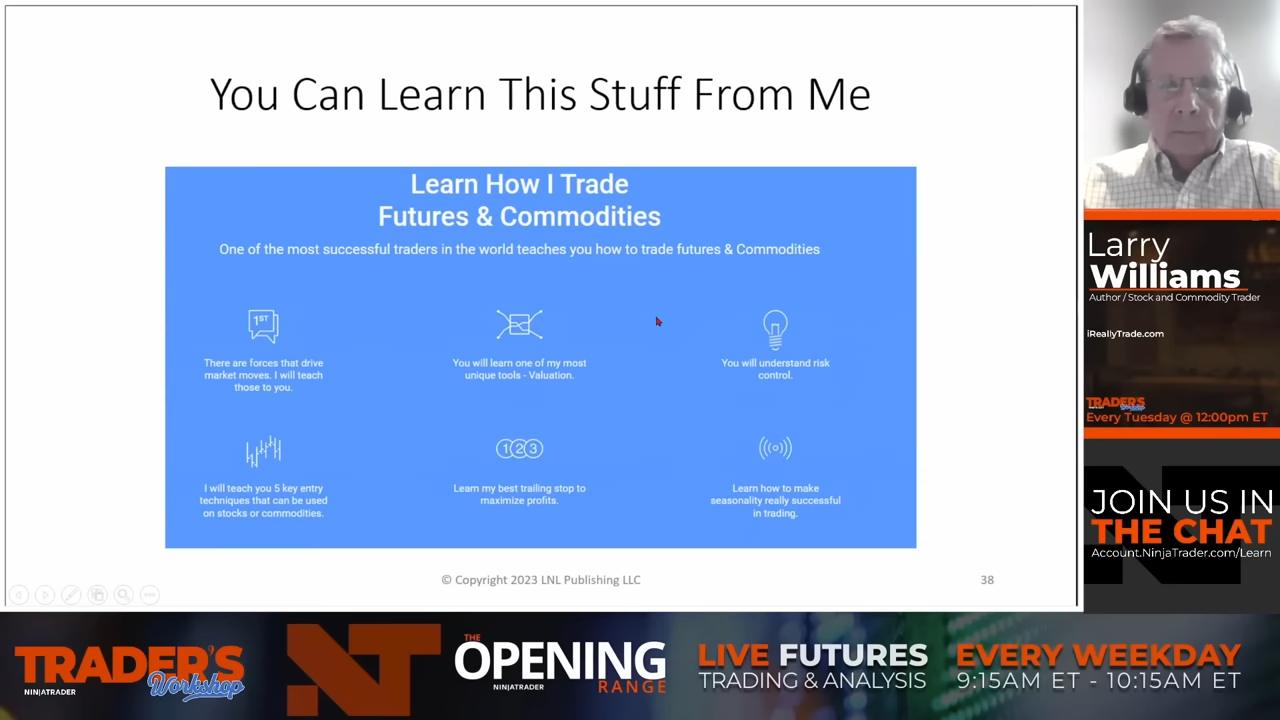 You Can Learn This Stuff From Me
Learn How I Trade
Futures & Commodities
One of the most successful traders in the world teaches you how to trade futures & Commodities
1ST
There are forces that drive
market moves. I will teach
those to you.
You will learn one of my most
unique tools - Valuation.
You will understand risk
control.
I will teach you 5 key entry
techniques that can be used
on stocks or commodities.
1 2 3
Learn my best trailing stop to
maximize profits.
Learn how to make
seasonality really successful
in trading.
© Copyright 2023 LNL Publishing LLC
38
Larry
Williams
Author / Stock and Commodity Trader
iReallyTrade.com
TRADER'S
Workshop
Every Tuesday @ 12:00pm ET
JOIN US IN
THE CHAT
Account.NinjaTrader.com/Learn
TRADER'S
NINJATRADER
Workshop
NT
THE
OPENING
NINJATRADER
RANGE
LIVE FUTURES
TRADING & ANALYSIS
EVERY WEEKDAY
9:15AM ET - 10:15AM ET